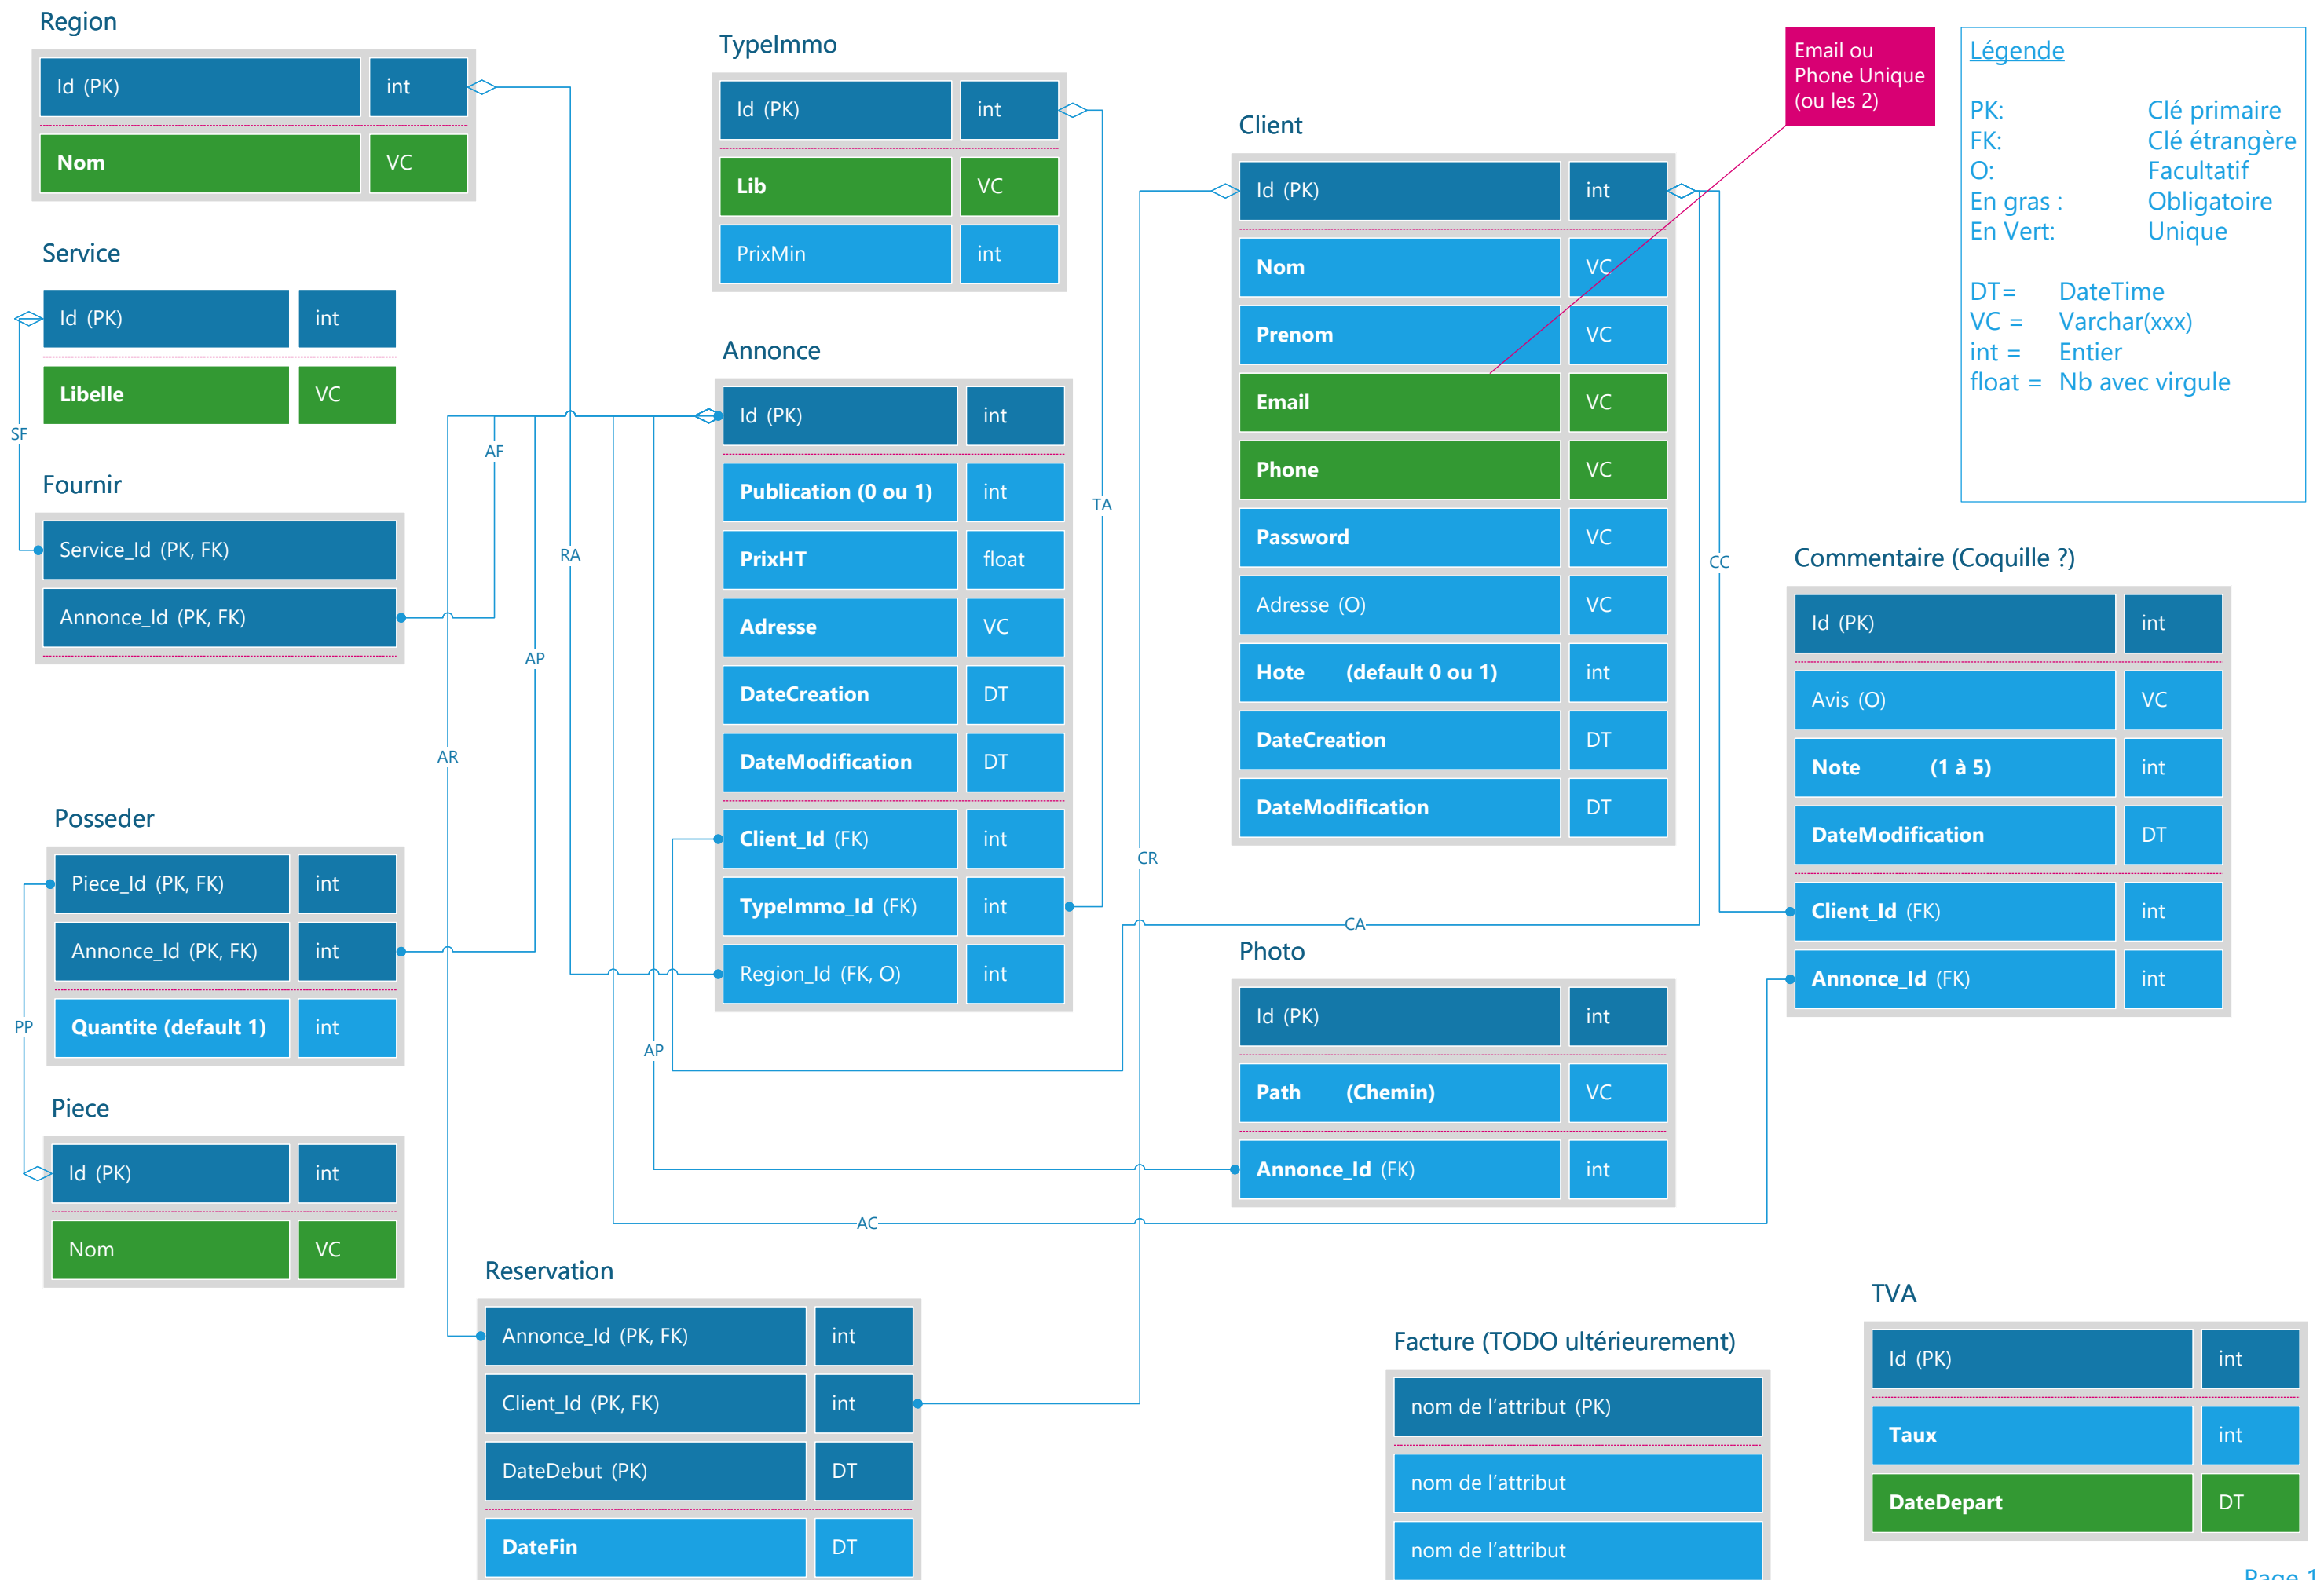 Region
Id (PK) int
Nom VC
Service
Id (PK) int
Libelle VC
SF
Fournir
Service_Id (PK, FK)
Annonce_Id (PK, FK)
AF
AP
RA
AR
Posseder
Piece_Id (PK, FK) int
Annonce_Id (PK, FK) int
Quantite (default 1) int
PP
Piece
Id (PK) int
Nom VC
TypeImmo
Id (PK) int
Lib VC
PrixMin int
Annonce
Id (PK) int
Publication (0 ou 1) int
PrixHT float
Adresse VC
DateCreation DT
DateModification DT
Client_Id (FK) int
TypeImmo_Id (FK) int
Region_Id (FK, O) int
TA
AP
AC
Reservation
Annonce_Id (PK, FK) int
Client_Id (PK, FK) int
DateDebut (PK) DT
DateFin DT
Client
Id (PK) int
Nom VC
Prenom VC
Email VC
Phone VC
Password VC
Adresse (O) VC
Hote (default 0 ou 1) int
DateCreation DT
DateModification DT
CR
CA
CC
Photo
Id (PK) int
Path (Chemin) VC
Annonce_Id (FK) int
Email ou
Phone Unique
(ou les 2)
Légende
PK: Clé primaire
FK: Clé étrangère
O: Facultatif
En gras : Obligatoire
En Vert: Unique
DT= DateTime
VC = Varchar(xxx)
int = Entier
float = Nb avec virgule
Commentaire (Coquille ?)
Id (PK) int
Avis (O) VC
Note (1 à 5) int
DateModification DT
Client_Id (FK) int
Annonce_Id (FK) int
Facture (TODO ultérieurement)
nom de l'attribut (PK)
nom de l'attribut
nom de l'attribut
TVA
Id (PK) int
Taux int
DateDepart DT
Page 1